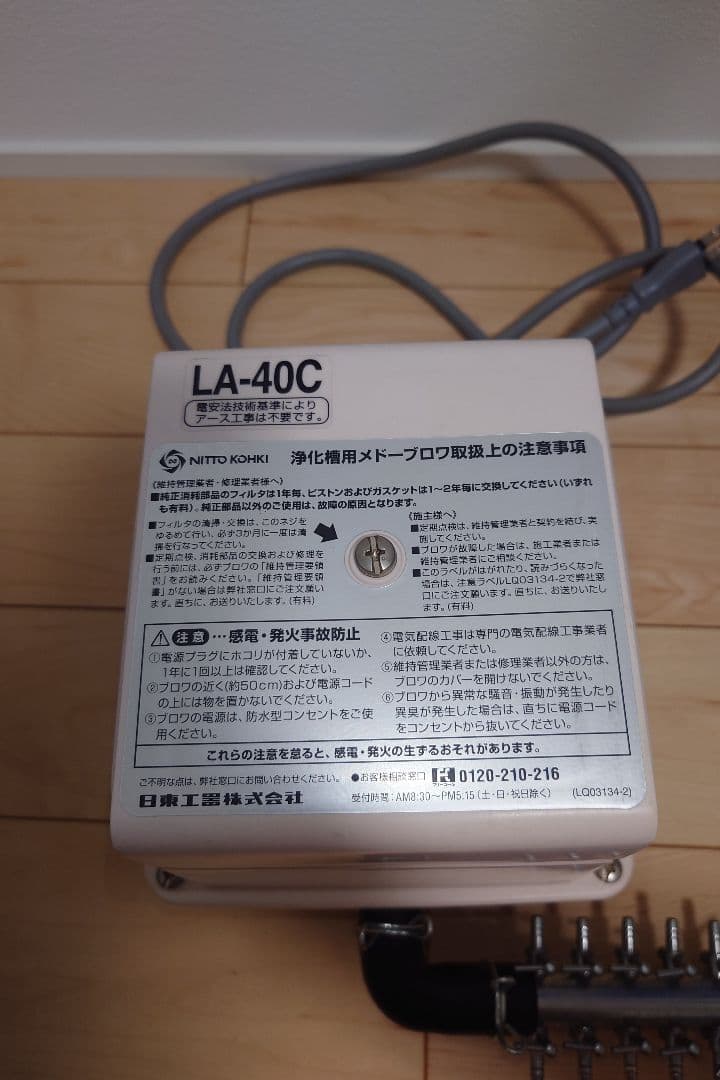 LA-40C
電安法技術基準により
アース工事は不要です。
NITTO KOHKI 浄化槽用メドーブロワ取扱上の注意事項
《維持管理業者・修理業者様へ》
■純正消耗部品のフィルタは1年毎、ピストンおよびガスケットは1～2年毎に交換してください(いずれ
も有料)。純正部品以外のご使用は、故障の原因となります。
■フィルタの清掃・交換は、このネジを
ゆるめて行い、必ず3か月に一度は清
掃を行なってください。
■定期点検、消耗部品の交換および修理を
行う前には、必ずブロワの「維持管理要領
書」をお読みください。「維持管理要領
書」がない場合は弊社窓口にご注文願い
ます。直ちに、お送りいたします。(有料)
《施主様へ》
■定期点検は、維持管理業者と契約を結び、実
施してください。
■ブロワが故障した場合は、施工業者または
維持管理業者にご相談ください。
■このラベルがはがれたり、読みづらくなった
場合は、注意ラベルLQ03134-2で弊社窓
口にご注文願います。直ちに、お送りいたし
ます。(有料)
注意…感電・発火事故防止
①電源プラグにホコリが付着していないか、
1年に1回以上は確認してください。
②ブロワの近く(約50cm)および電源コード
の上には物を置かないでください。
③ブロワの電源は、防水型コンセントをご使
用ください。
④電気配線工事は専門の電気配線工事業者
に依頼してください。
⑤維持管理業者または修理業者以外の方は、
ブロワのカバーを開けないでください。
⑥ブロワから異常な騒音・振動が発生したり
異臭が発生した場合は、直ちに電源コード
をコンセントから抜いてください。
これらの注意を怠ると、感電・発火の生ずるおそれがあります。
ご不明な点は、弊社窓口にお問い合わせください。 ●お客様相談窓口 フリーコール 0120-210-216
日東工器株式会社 受付時間:AM8:30～PM5:15(土・日・祝日除く) (LQ03134-2)